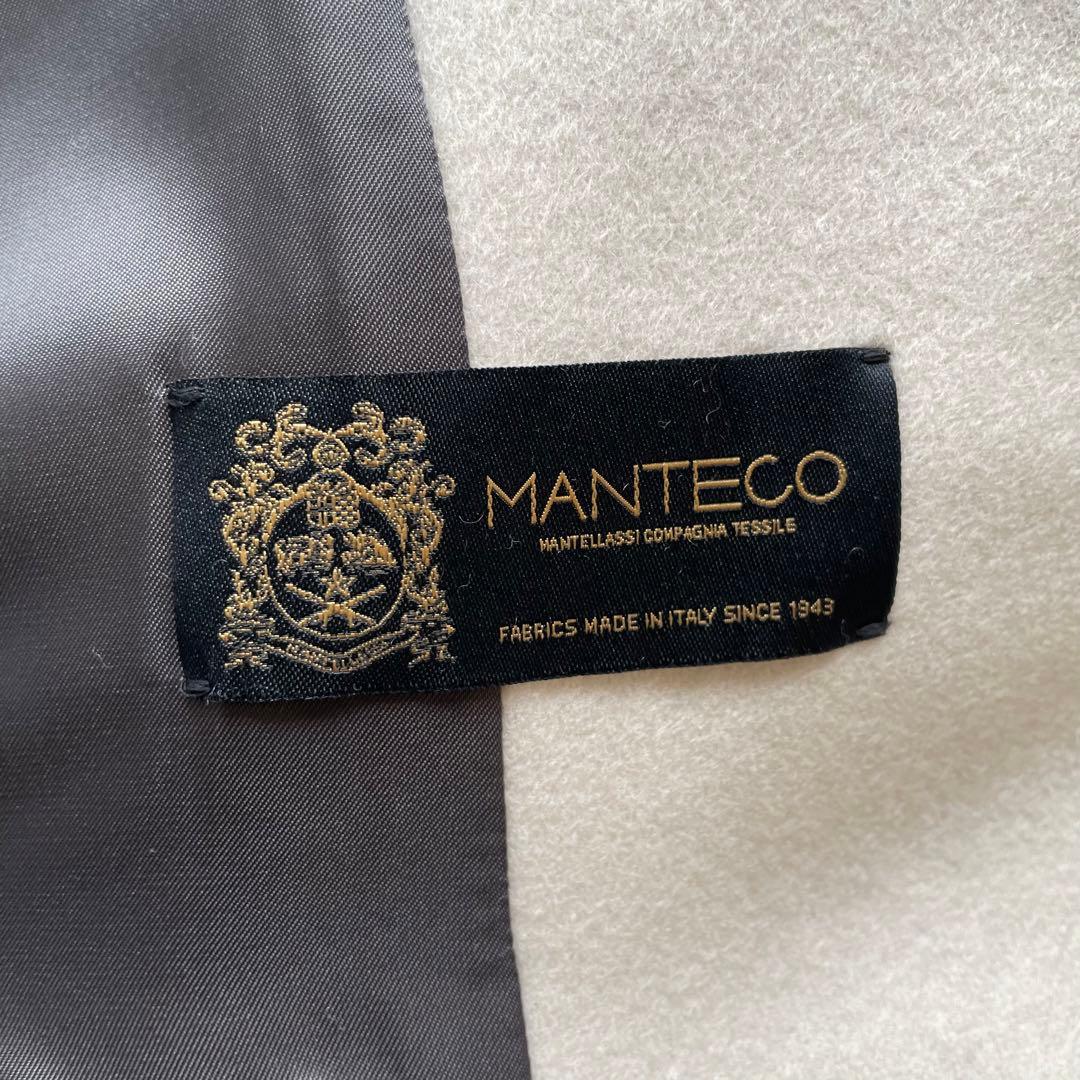 MANTECO
MANTELLASSI COMPAGNIA TESSILE
FABRICS MADE IN ITALY SINCE 1943